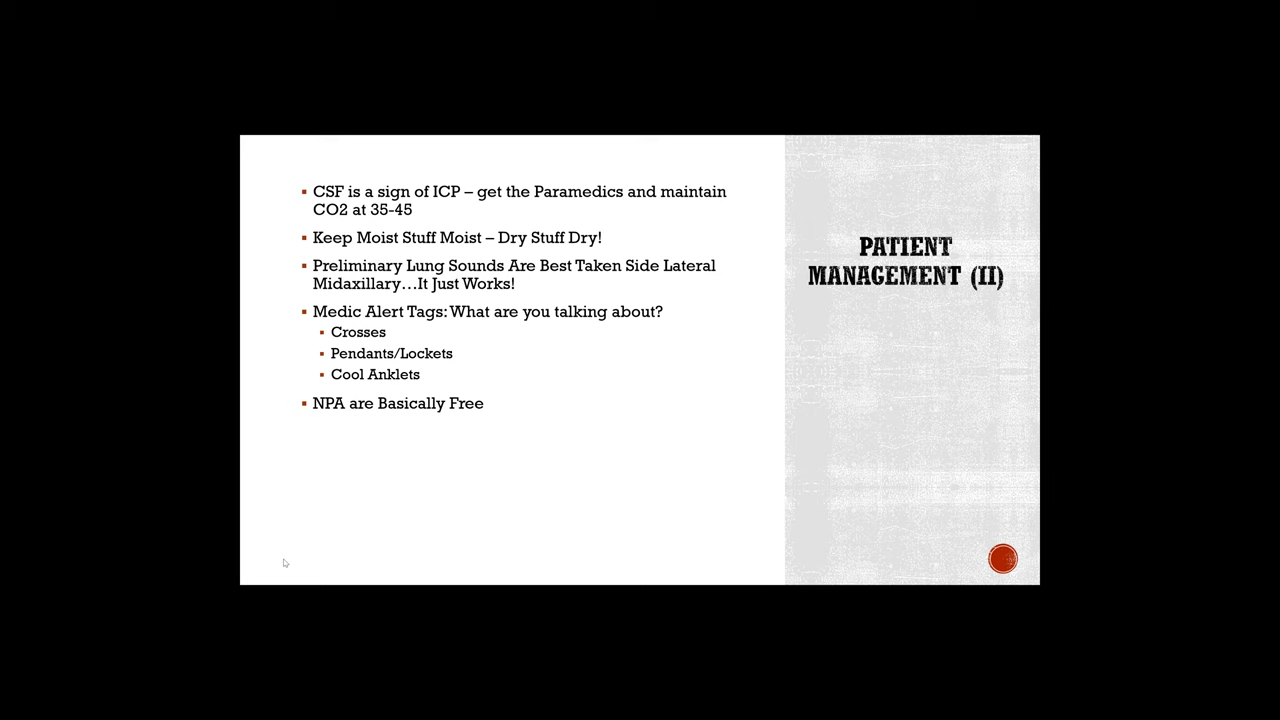 CSF is a sign of ICP – get the Paramedics and maintain
CO2 at 35-45
Keep Moist Stuff Moist – Dry Stuff Dry!
Preliminary Lung Sounds Are Best Taken Side Lateral
Midaxillary…It Just Works!
Medic Alert Tags: What are you talking about?
Crosses
Pendants/Lockets
Cool Anklets
NPA are Basically Free
PATIENT
MANAGEMENT (II)